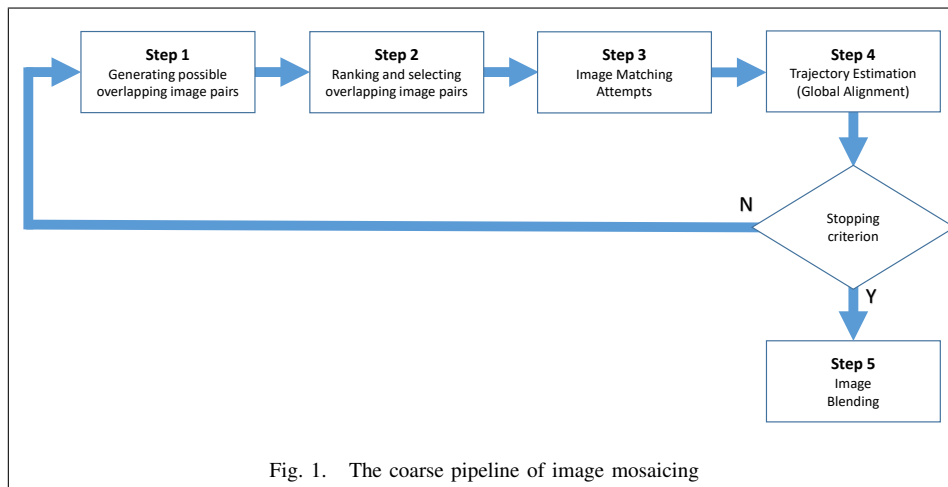 Step 1
Generating possible
overlapping image pairs
Step 2
Ranking and selecting
overlapping image pairs
Step 3
Image Matching
Attempts
Step 4
Trajectory Estimation
(Global Alignment)
N
Stopping
criterion
Y
Step 5
Image
Blending
Fig. 1. The coarse pipeline of image mosaicing